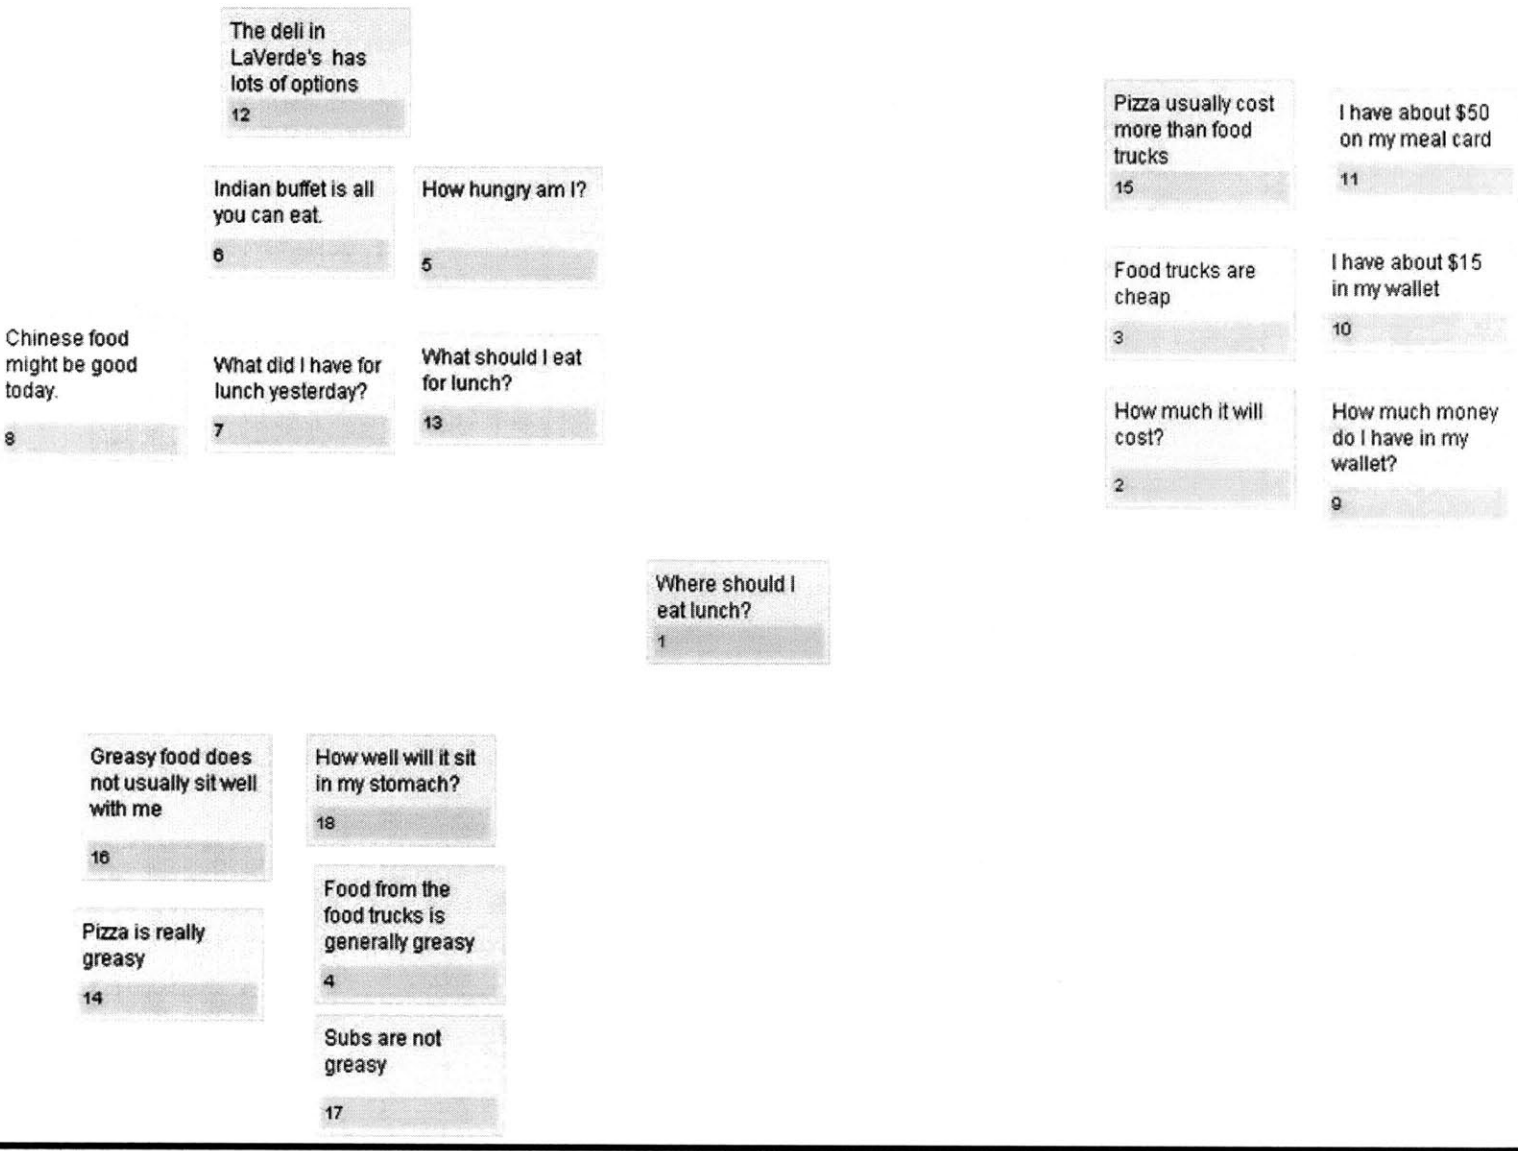 The deli in
LaVerde's has
lots of options
12
Indian buffet is all
you can eat.
6
How hungry am I?
5
Chinese food
might be good
today.
8
What did I have for
lunch yesterday?
7
What should I eat
for lunch?
13
Pizza usually cost
more than food
trucks
15
I have about $50
on my meal card
11
Food trucks are
cheap
3
I have about $15
in my wallet
10
How much it will
cost?
2
How much money
do I have in my
wallet?
9
Where should I
eat lunch?
1
Greasy food does
not usually sit well
with me
16
How well will it sit
in my stomach?
18
Pizza is really
greasy
14
Food from the
food trucks is
generally greasy
4
Subs are not
greasy
17